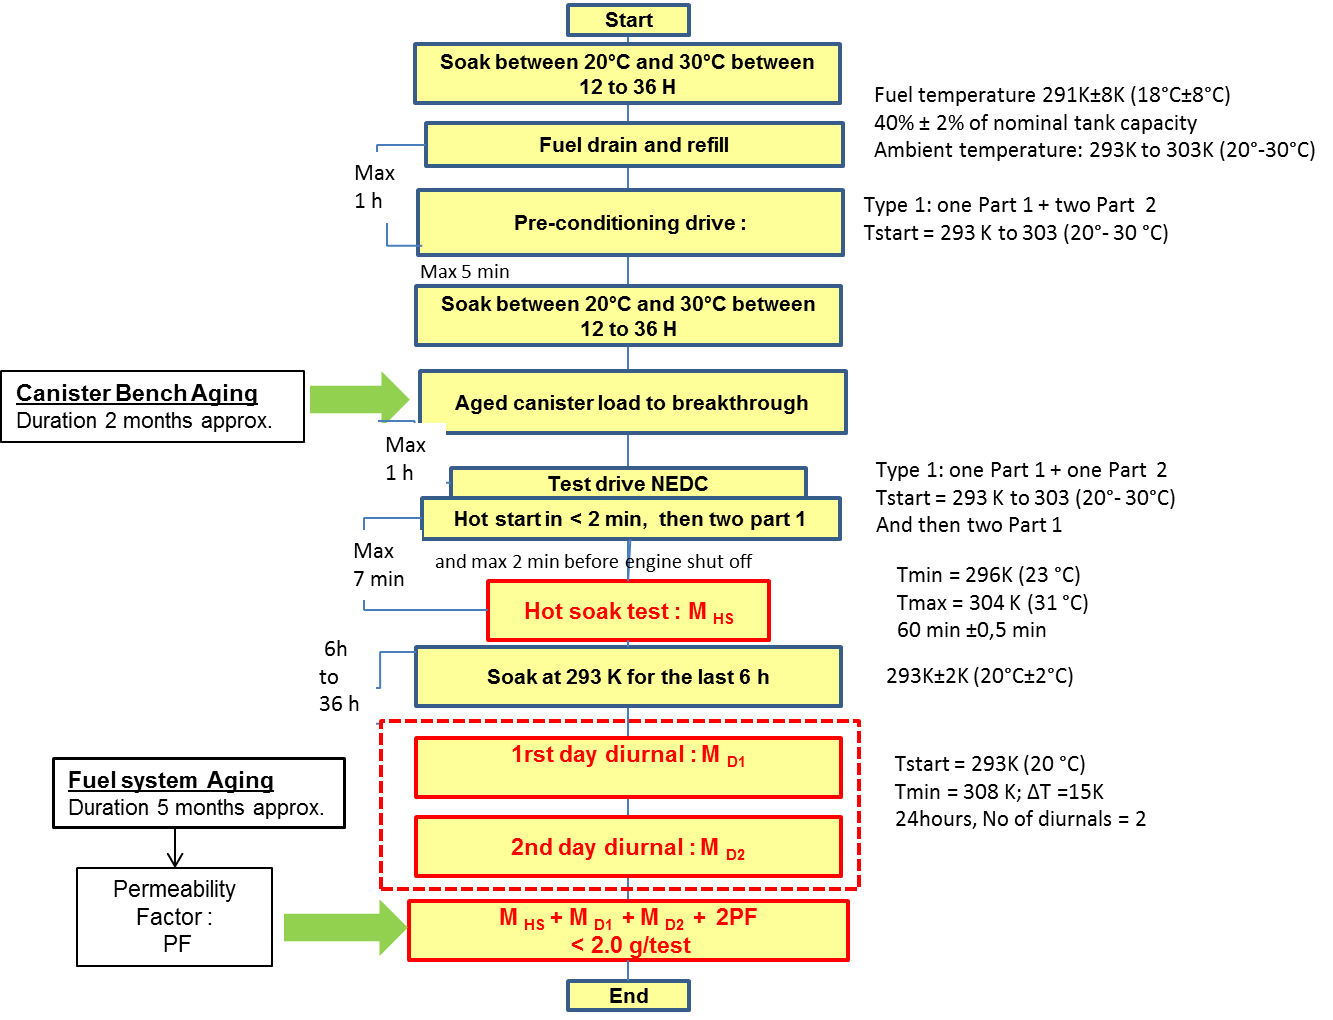 Start
Soak between 20°C and 30°C between
12 to 36 H
Fuel temperature 291K±8K (18°C±8°C)
40% ± 2% of nominal tank capacity
Ambient temperature: 293K to 303K (20°-30°C)
Fuel drain and refill
Max
1 h
Pre-conditioning drive :
Type 1: one Part 1 + two Part  2
Tstart = 293 K to 303 (20°- 30 °C)
Max 5 min
Soak between 20°C and 30°C between
12 to 36 H
Canister Bench Aging
Duration 2 months approx.
Aged canister load to breakthrough
Max
1 h
Test drive NEDC
Hot start in < 2 min,  then two part 1
Type 1: one Part 1 + one Part  2
Tstart = 293 K to 303 (20°- 30°C)
And then two Part 1
Max
7 min
and max 2 min before engine shut off
Hot soak test : M HS
Tmin = 296K (23 °C)
Tmax = 304 K (31 °C)
60 min ±0,5 min
6h
to
36 h
Soak at 293 K for the last 6 h
293K±2K (20°C±2°C)
1rst day diurnal : M D1
2nd day diurnal : M D2
Tstart = 293K (20 °C)
Tmin = 308 K; ΔT =15K
24hours, No of diurnals = 2
Fuel system  Aging
Duration 5 months approx.
Permeability
Factor :
PF
M HS + M D1 + M D2 +  2PF
< 2.0 g/test
End